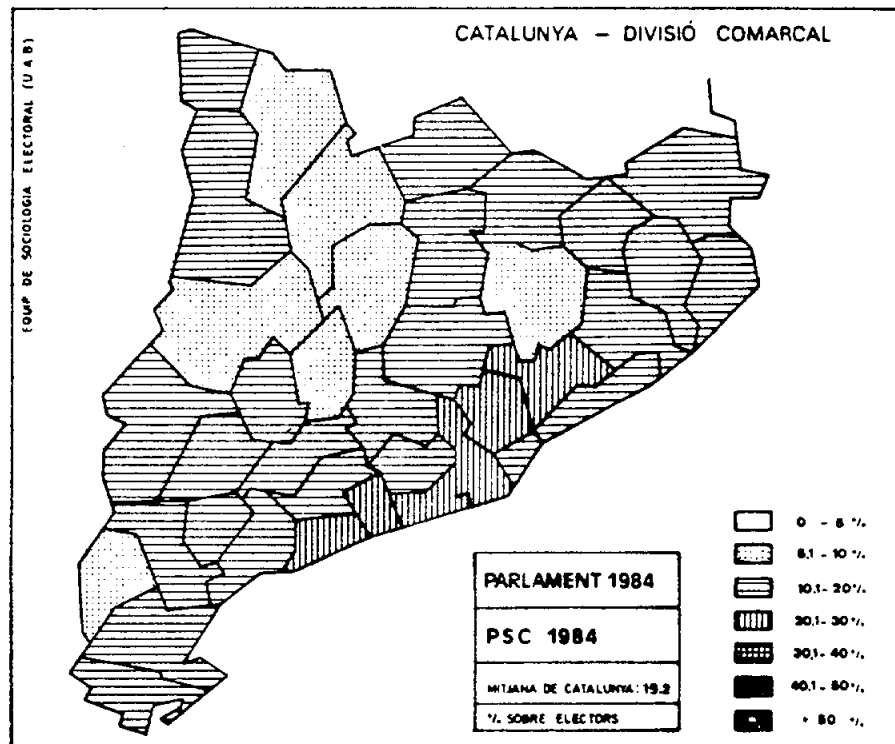 CATALUNYA – DIVISIÓ COMARCAL
EQUIP DE SOCIOLOGIA ELECTORAL (U A B)
PARLAMENT 1984
PSC 1984
MITJANA DE CATALUNYA: 19.2
% SOBRE ELECTORS
0 - 5 %
5,1 - 10 %
10,1 - 20 %
20,1 - 30 %
30,1 - 40 %
40,1 - 50 %
+ 50 %